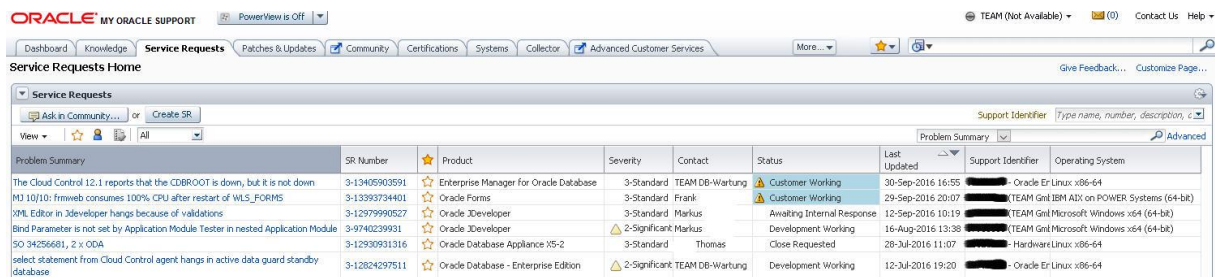 ORACLE MY ORACLE SUPPORT PowerView is Off TEAM (Not Available) (0) Contact Us Help
Dashboard Knowledge Service Requests Patches & Updates Community Certifications Systems Collector Advanced Customer Services More...
Service Requests Home Give Feedback... Customize Page...
Service Requests
Ask in Community... or Create SR Support Identifier Type name, number, description, c
View All Problem Summary Advanced
Problem Summary SR Number Product Severity Contact Status Last Updated Support Identifier Operating System
The Cloud Control 12.1 reports that the CDBROOT is down, but it is not down 3-13405903591 Enterprise Manager for Oracle Database 3-Standard TEAM DB-Wartung Customer Working 30-Sep-2016 16:55 - Oracle Er Linux x86-64
MJ 10/10: frmweb consumes 100% CPU after restart of WLS_FORMS 3-13393734401 Oracle Forms 3-Standard Frank Customer Working 29-Sep-2016 20:07 (TEAM Gml IBM AIX on POWER Systems (64-bit)
XML Editor in Jdeveloper hangs because of validations 3-12979990527 Oracle JDeveloper 3-Standard Markus Awaiting Internal Response 12-Sep-2016 10:19 (TEAM Gml Microsoft Windows x64 (64-bit)
Bind Parameter is not set by Application Module Tester in nested Application Module 3-9740239931 Oracle JDeveloper 2-Significant Markus Development Working 16-Aug-2016 13:38 (TEAM Gml Microsoft Windows x64 (64-bit)
SO 34256681, 2 x ODA 3-12930931316 Oracle Database Appliance X5-2 3-Standard Thomas Close Requested 28-Jul-2016 11:07 - Hardware Linux x86-64
select statement from Cloud Control agent hangs in active data guard standby database 3-12824297511 Oracle Database - Enterprise Edition 2-Significant TEAM DB-Wartung Development Working 12-Jul-2016 19:20 - Oracle Er Linux x86-64